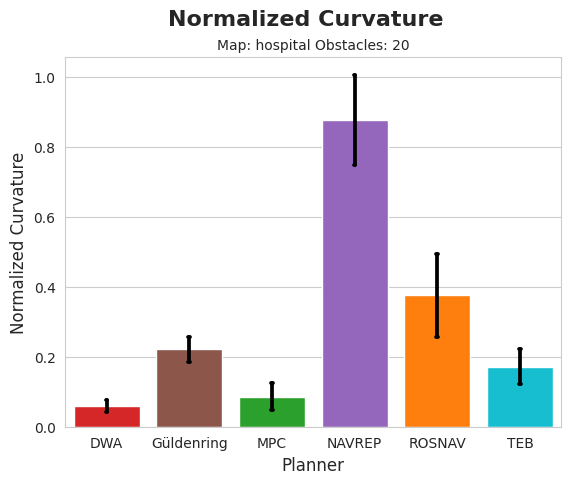 Normalized Curvature
Map: hospital Obstacles: 20
Normalized Curvature
1.0
0.8
0.6
0.4
0.2
0.0
DWA Güldenring MPC NAVREP ROSNAV TEB
Planner